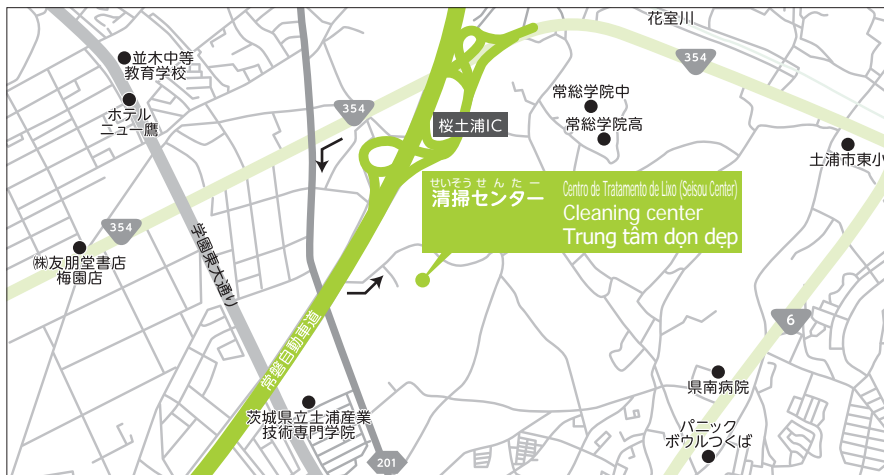 花室川
354
並木中等
教育学校
ホテル
ニュー鷹
354
桜土浦IC
常総学院中
常総学院高
土浦市東小
せいそうせんたー
清掃センター
Centro de Tratamento de Lixo (Seisou Center)
Cleaning center
Trung tâm dọn dẹp
354
㈱友朋堂書店
梅園店
学園東大通り
常磐自動車道
6
県南病院
茨城県立土浦産業
技術専門学院
パニック
ボウルつくば
201